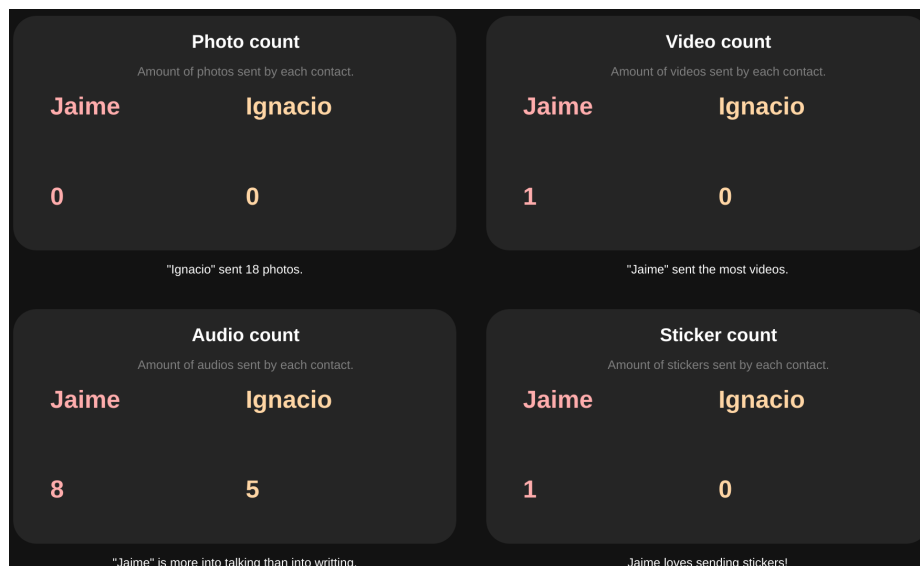 Photo count
Amount of photos sent by each contact.
Jaime Ignacio
0 0
"Ignacio" sent 18 photos.
Video count
Amount of videos sent by each contact.
Jaime Ignacio
1 0
"Jaime" sent the most videos.
Audio count
Amount of audios sent by each contact.
Jaime Ignacio
8 5
"Jaime" is more into talking than into writting.
Sticker count
Amount of stickers sent by each contact.
Jaime Ignacio
1 0
Jaime loves sending stickers!